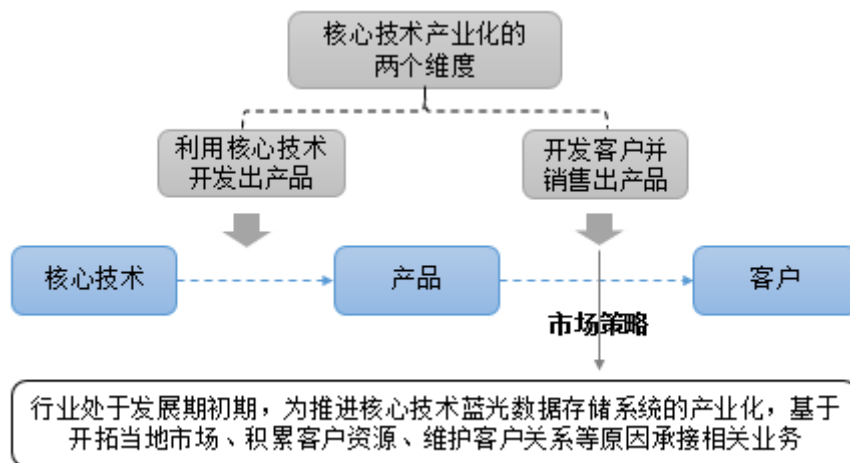 核心技术产业化的
两个维度
利用核心技术
开发出产品
开发客户并
销售出产品
核心技术
产品
客户
市场策略
行业处于发展期初期，为推进核心技术蓝光数据存储系统的产业化，基于
开拓当地市场、积累客户资源、维护客户关系等原因承接相关业务